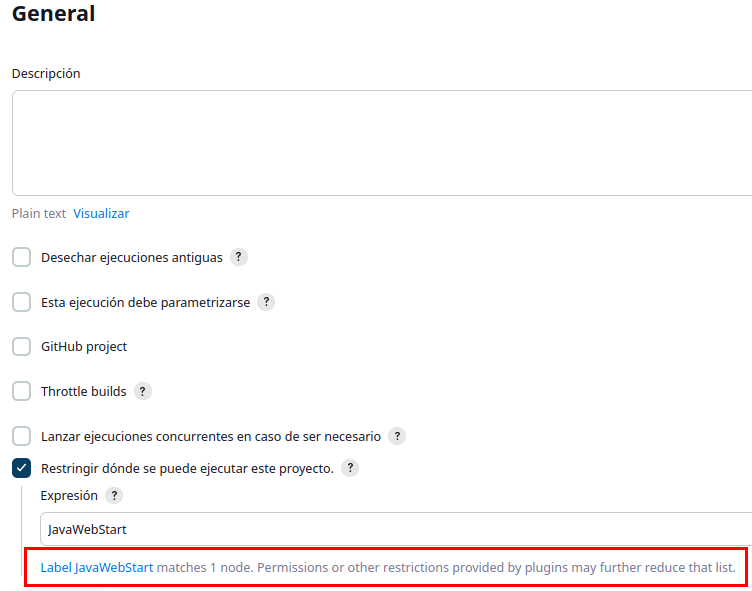 General
Descripción
Plain text Visualizar
Desechar ejecuciones antiguas ?
Esta ejecución debe parametrizarse ?
GitHub project
Throttle builds ?
Lanzar ejecuciones concurrentes en caso de ser necesario ?
Restringir dónde se puede ejecutar este proyecto. ?
Expresión ?
JavaWebStart
Label JavaWebStart matches 1 node. Permissions or other restrictions provided by plugins may further reduce that list.